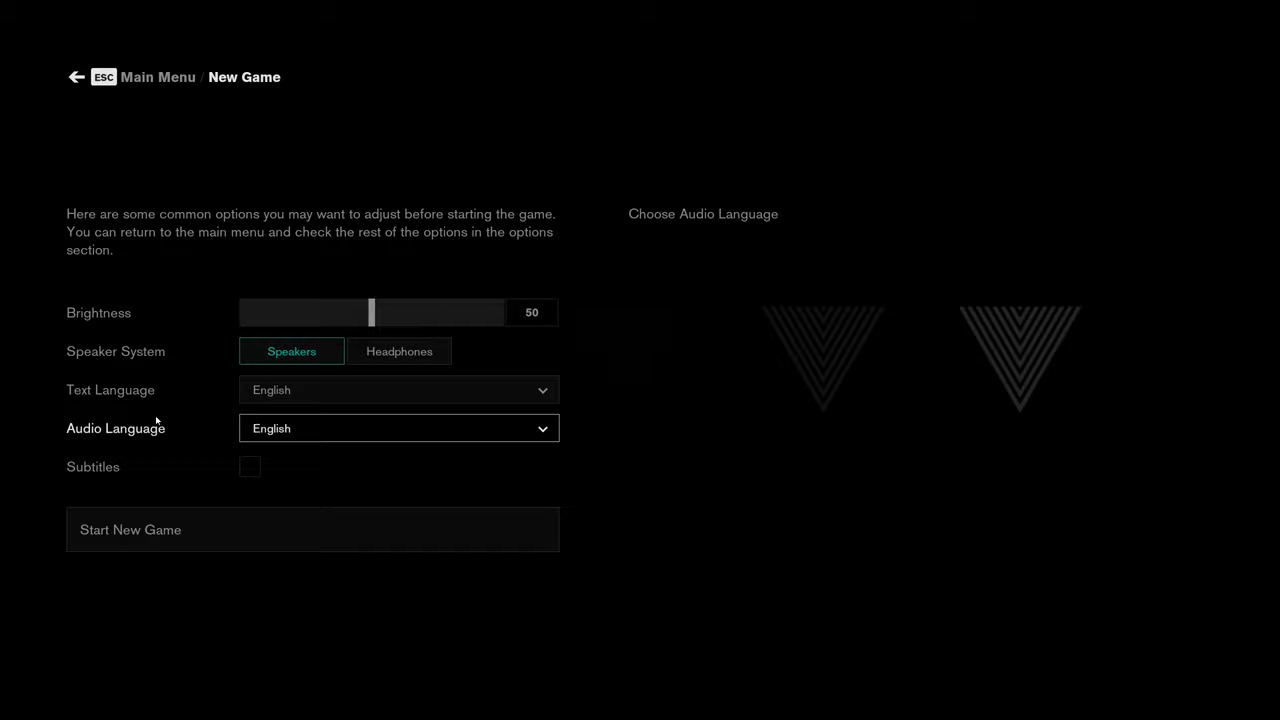 ESC Main Menu / New Game
Here are some common options you may want to adjust before starting the game.
You can return to the main menu and check the rest of the options in the options
section.
Choose Audio Language
Brightness 50
Speaker System Speakers Headphones
Text Language English
Audio Language English
Subtitles
Start New Game